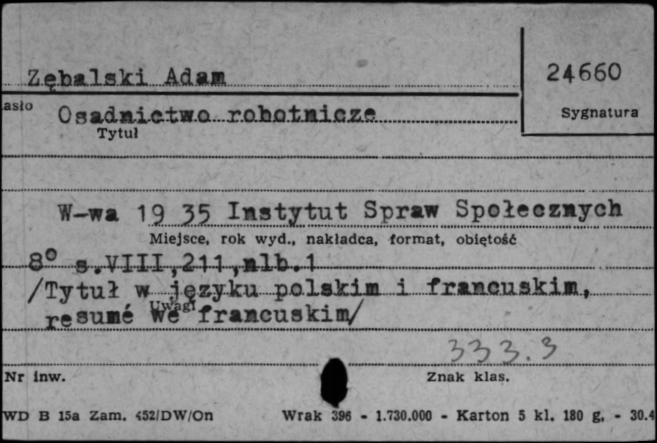 Zębalski Adam
24660
asło
Osadnictwo robotnicze
Sygnatura
Tytuł
W-wa 1935 Instytut Spraw Społecznych
Miejsce, rok wyd., nakładca, format, objętość
8° s.VIII,211,nlb.1
/Tytuł w języku polskim i francuskim,
Uwagi
resumé we francuskim/
333.3
Nr inw.
Znak klas.
WD B 15a Zam. 452/DW/On Wrak 396 - 1.730.000 - Karton 5 kl. 180 g. - 30.4